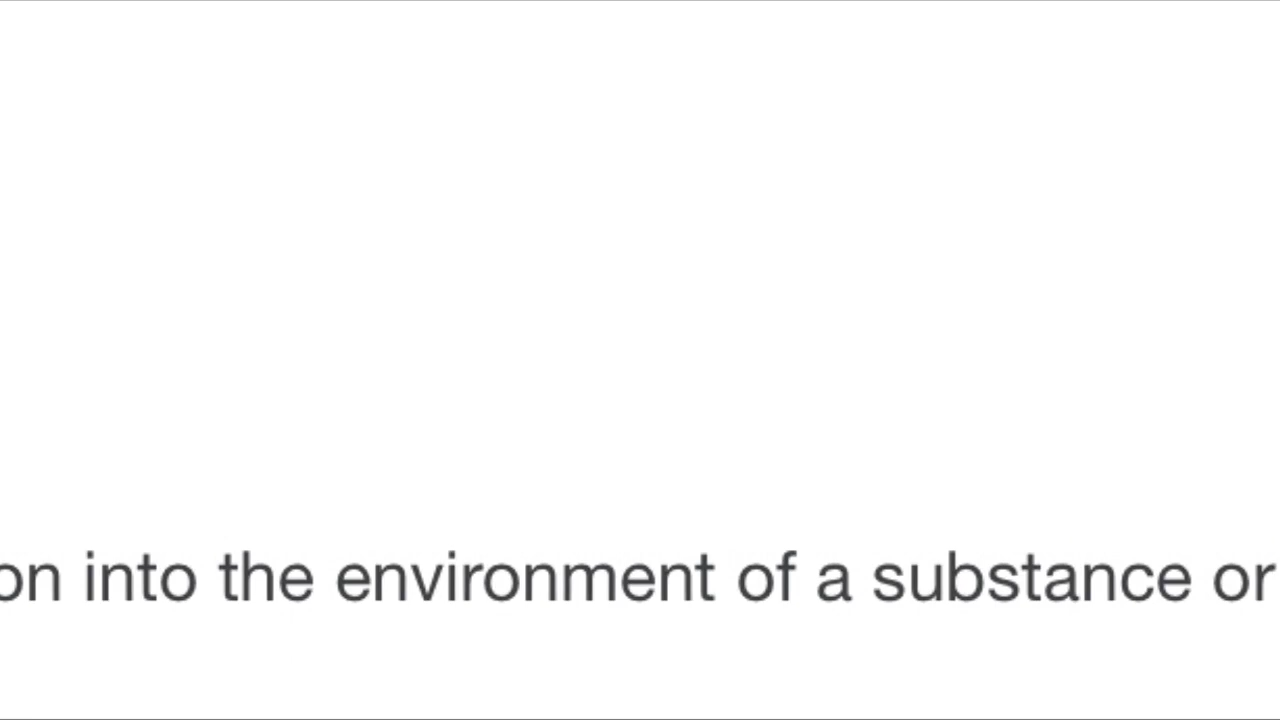 on into the environment of a substance or